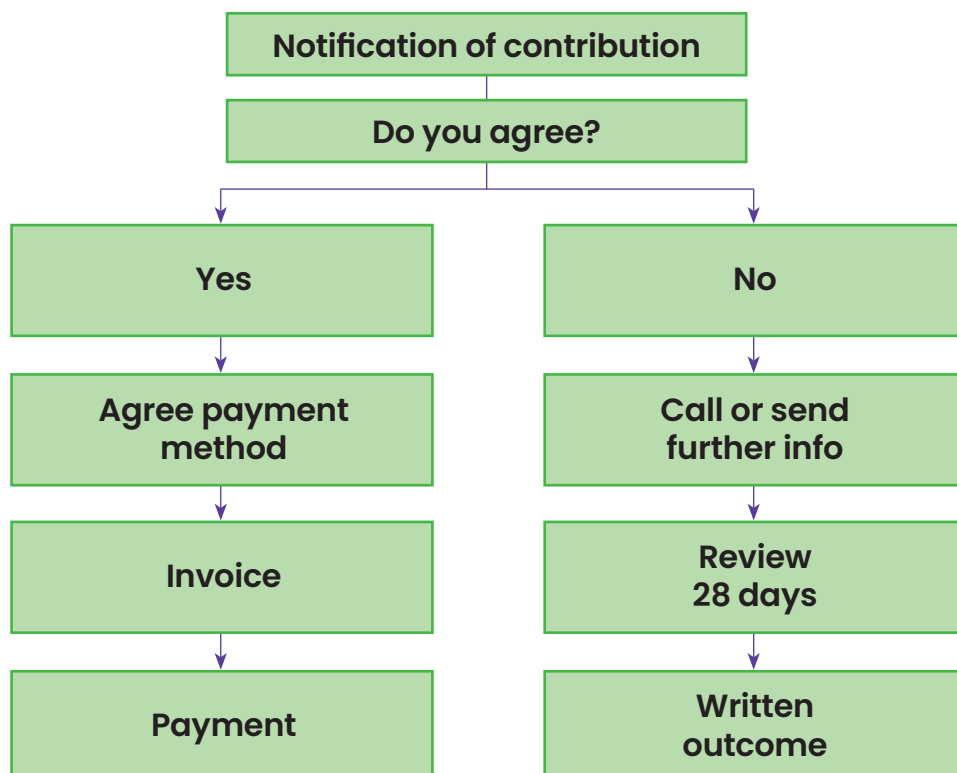 Notification of contribution
Do you agree?
Yes
No
Agree payment
method
Call or send
further info
Invoice
Review
28 days
Payment
Written
outcome